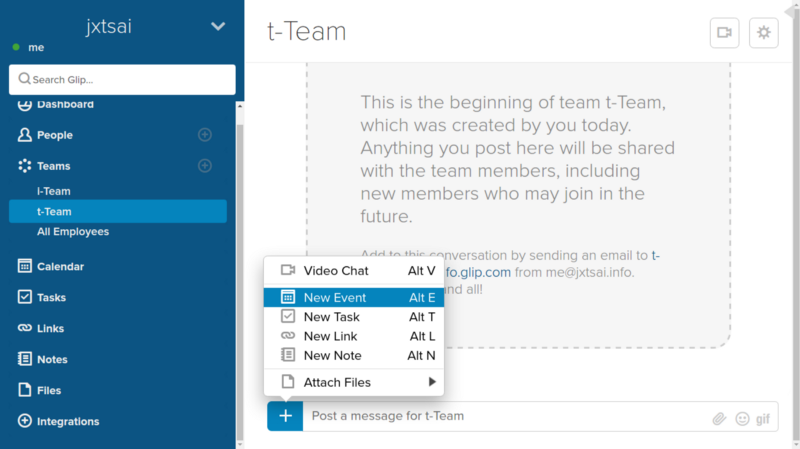 jxtsai
me
Search Glip...
Dashboard
People
Teams
I-Team
t-Team
All Employees
Calendar
Tasks
Links
Notes
Files
Integrations
t-Team
This is the beginning of team t-Team,
which was created by you today.
Anything you post here will be shared
with the team members, including
new members who may join in the
future.
Add to this conversation by sending an email to t-
fo.glip.com from me@jxtsai.info.
and all!
Video Chat Alt V
New Event Alt E
New Task Alt T
New Link Alt L
New Note Alt N
Attach Files
Post a message for t-Team
gif